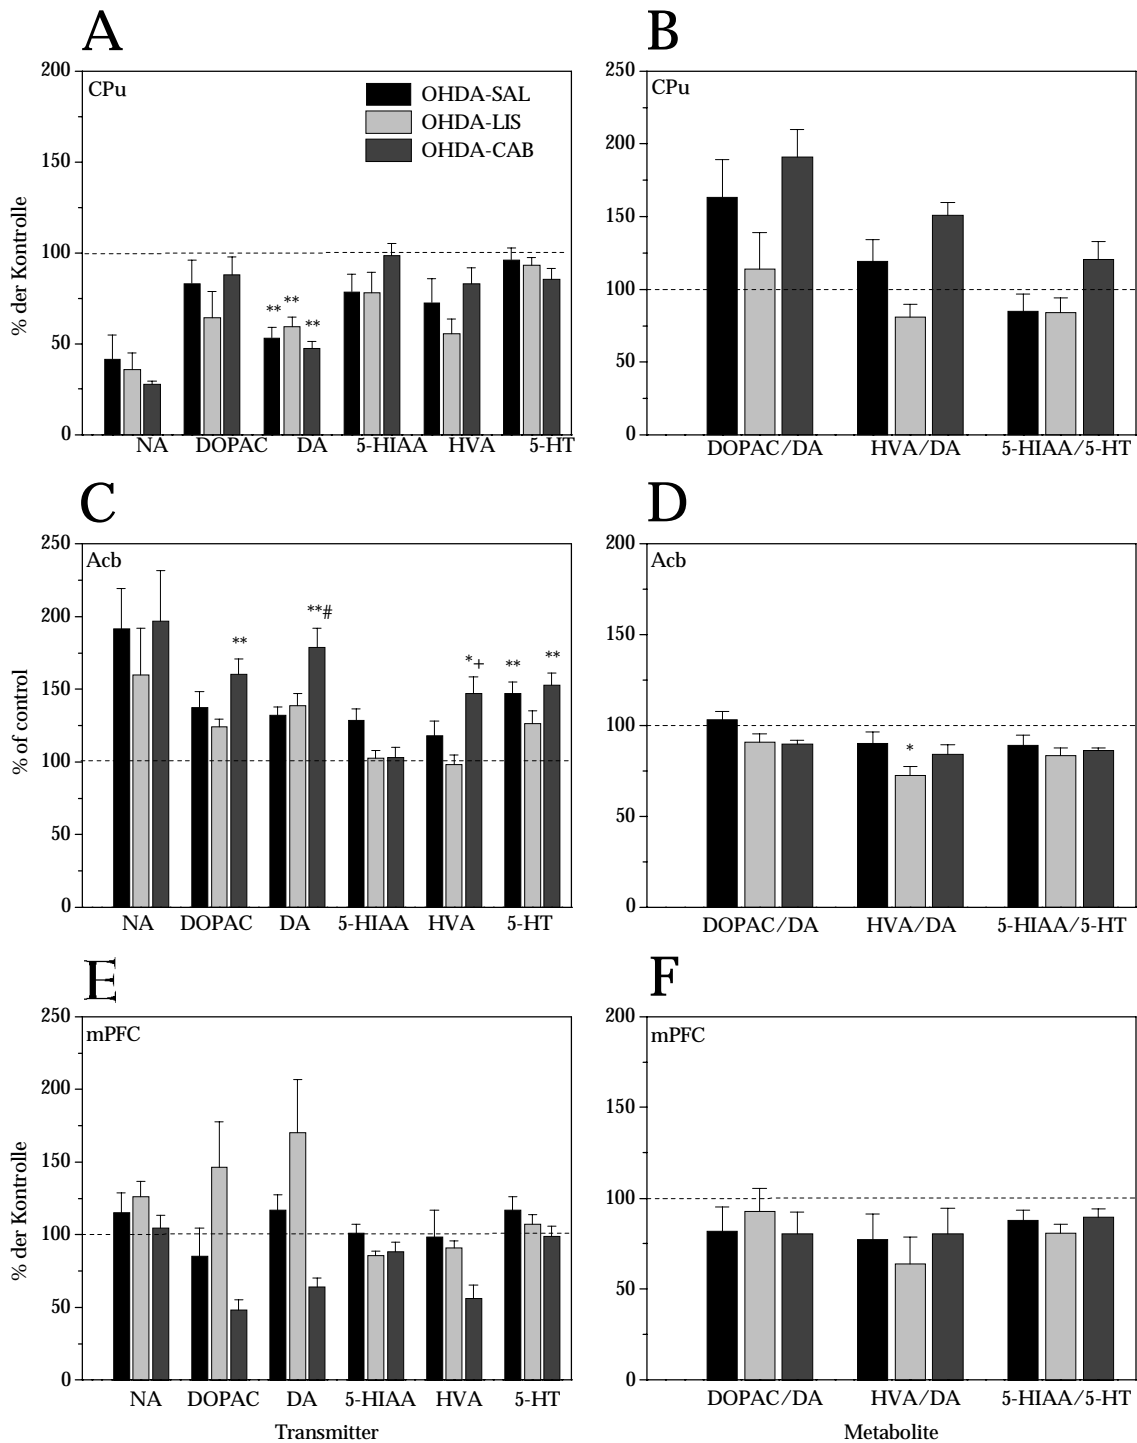 A
B
% der Kontrolle
200
150
100
50
0
CPu
OHDA-SAL
OHDA-LIS
OHDA-CAB
**
**
**
NA DOPAC DA 5-HIAA HVA 5-HT
250
200
150
100
50
0
CPu
DOPAC/DA HVA/DA 5-HIAA/5-HT
C
D
% of control
250
200
150
100
50
0
Acb
**
**#
*+
**
**
NA DOPAC DA 5-HIAA HVA 5-HT
200
150
100
50
0
Acb
*
DOPAC/DA HVA/DA 5-HIAA/5-HT
E
F
% der Kontrolle
250
200
150
100
50
0
mPFC
NA DOPAC DA 5-HIAA HVA 5-HT
Transmitter
200
150
100
50
0
mPFC
DOPAC/DA HVA/DA 5-HIAA/5-HT
Metabolite